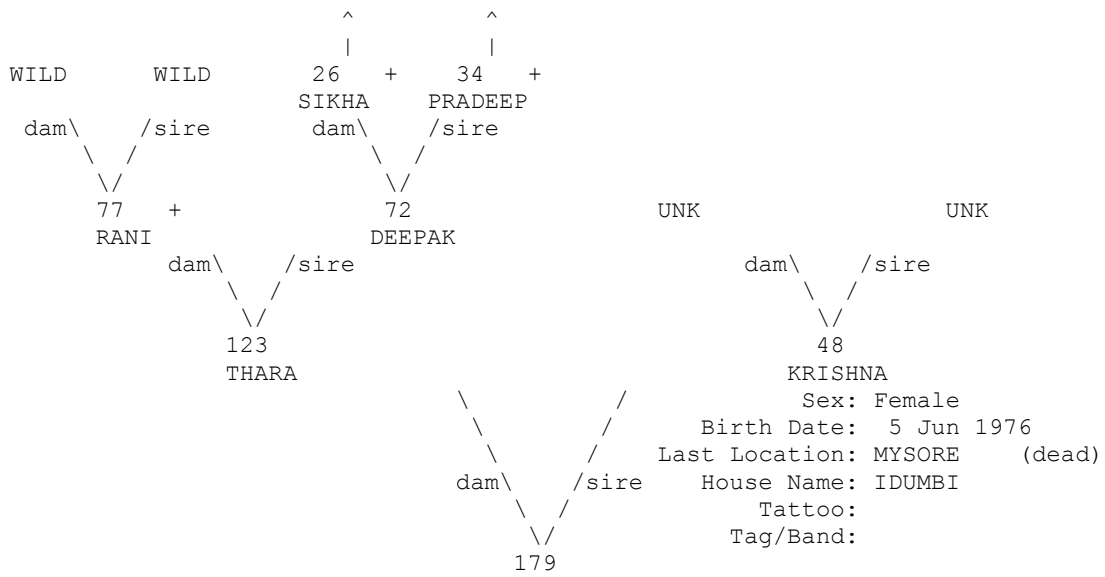 ^ ^
| |
WILD WILD 26 + 34 +
SIKHA PRADEEP
dam\ /sire dam\ /sire
\ / \ /
\/ \/
77 + 72 UNK UNK
RANI DEEPAK
dam\ /sire dam\ /sire
\ / \ /
\/ \/
123 48
THARA KRISHNA
\ / Sex: Female
\ / Birth Date: 5 Jun 1976
\ / Last Location: MYSORE (dead)
dam\ /sire House Name: IDUMBI
\ / Tattoo:
\/ Tag/Band:
179